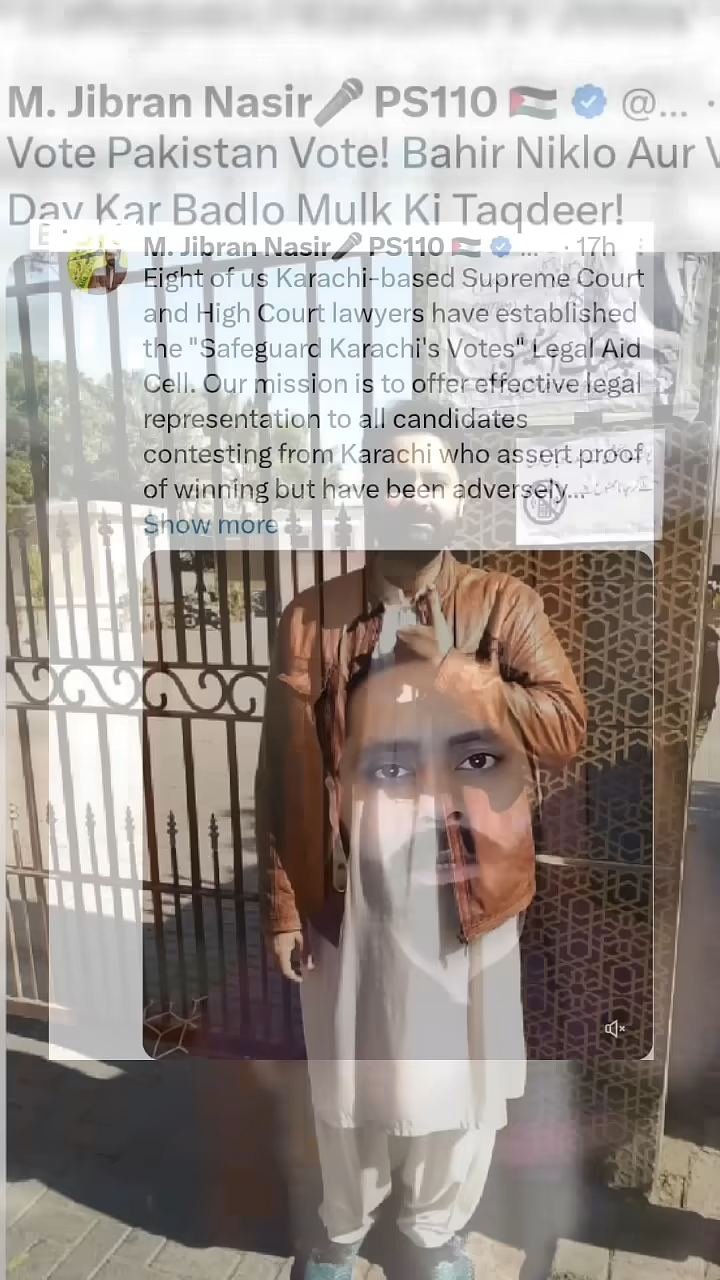 M. Jibran Nasir🎤 PS110 🇵🇸 @... ·
Vote Pakistan Vote! Bahir Niklo Aur V
Day Kar Badlo Mulk Ki Taqdeer!
M. Jibran Nasir🎤 PS110 🇵🇸 ... · 17h
Eight of us Karachi-based Supreme Court
and High Court lawyers have established
the "Safeguard Karachi's Votes" Legal Aid
Cell. Our mission is to offer effective legal
representation to all candidates
contesting from Karachi who assert proof
of winning but have been adversely...
Show more